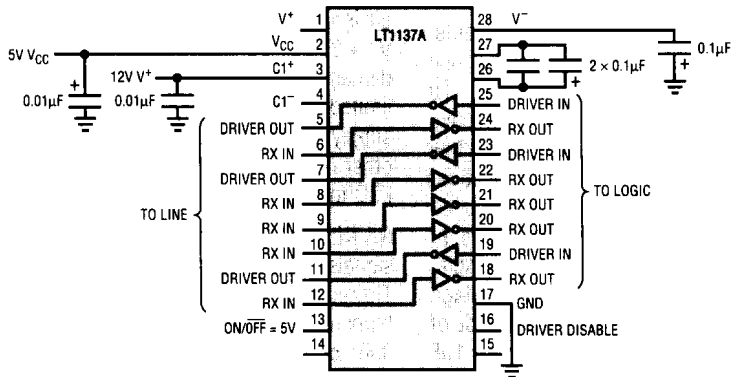 LT1137A
V+ 1
28 V−
VCC 2
27
5V VCC
12V V+ C1+ 3
26
2 × 0.1µF
0.1µF
+
0.01µF
+
0.01µF
+
+
C1− 4
25 DRIVER IN
DRIVER OUT 5
24 RX OUT
RX IN 6
23 DRIVER IN
DRIVER OUT 7
22 RX OUT
RX IN 8
21 RX OUT
TO LINE
TO LOGIC
RX IN 9
20 RX OUT
RX IN 10
19 DRIVER IN
DRIVER OUT 11
18 RX OUT
RX IN 12
17 GND
ON/OFF = 5V 13
16 DRIVER DISABLE
14
15